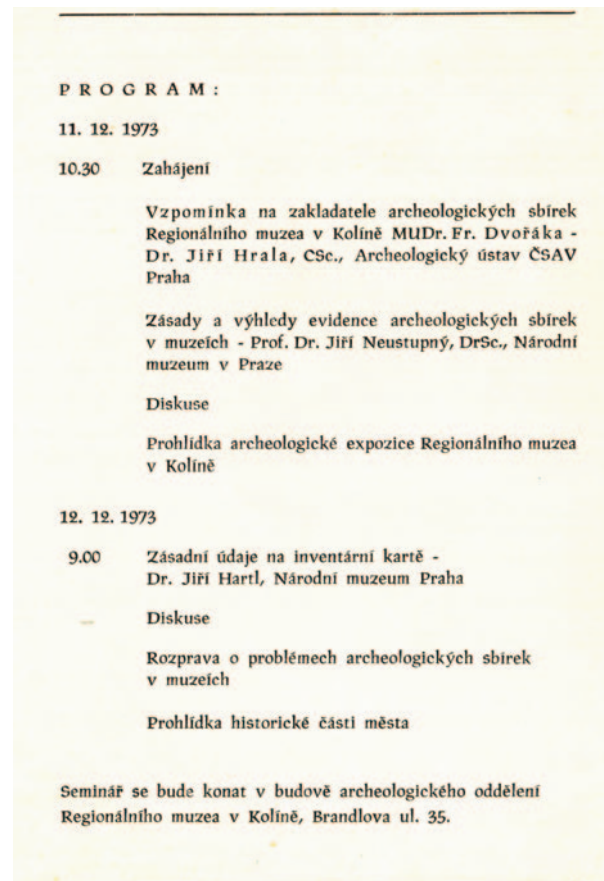 PROGRAM:
11. 12. 1973
10.30 Zahájení
Vzpomínka na zakladatele archeologických sbírek
Regionálního muzea v Kolíně MUDr. Fr. Dvořáka -
Dr. Jiří Hrala, CSc., Archeologický ústav ČSAV
Praha
Zásady a výhledy evidence archeologických sbírek
v muzeích - Prof. Dr. Jiří Neustupný, DrSc., Národní
muzeum v Praze
Diskuse
Prohlídka archeologické expozice Regionálního muzea
v Kolíně
12. 12. 1973
9.00 Zásadní údaje na inventární kartě -
Dr. Jiří Hartl, Národní muzeum Praha
Diskuse
Rozprava o problémech archeologických sbírek
v muzeích
Prohlídka historické části města
Seminář se bude konat v budově archeologického oddělení
Regionálního muzea v Kolíně, Brandlova ul. 35.